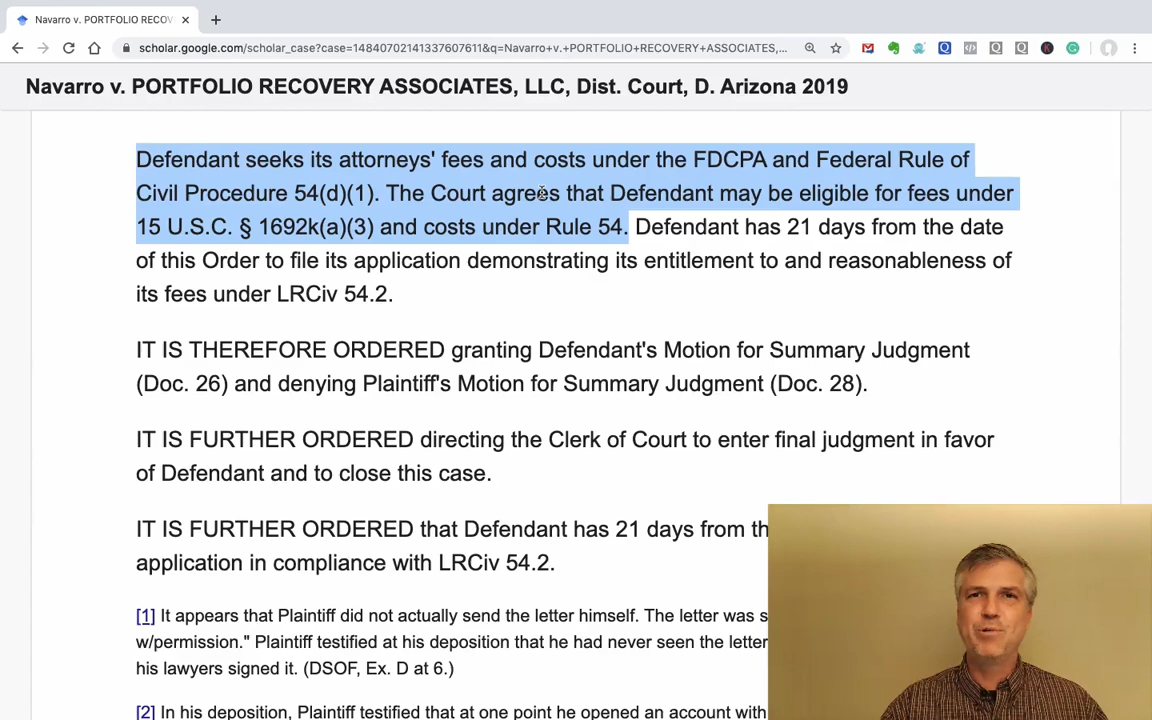 Navarro v. PORTFOLIO RECOV
scholar.google.com/scholar_case?case=14840702141337607611&q=Navarro+v.+PORTFOLIO+RECOVERY+ASSOCIATES,...
Navarro v. PORTFOLIO RECOVERY ASSOCIATES, LLC, Dist. Court, D. Arizona 2019
Defendant seeks its attorneys' fees and costs under the FDCPA and Federal Rule of
Civil Procedure 54(d)(1). The Court agrees that Defendant may be eligible for fees under
15 U.S.C. § 1692k(a)(3) and costs under Rule 54. Defendant has 21 days from the date
of this Order to file its application demonstrating its entitlement to and reasonableness of
its fees under LRCiv 54.2.
IT IS THEREFORE ORDERED granting Defendant's Motion for Summary Judgment
(Doc. 26) and denying Plaintiff's Motion for Summary Judgment (Doc. 28).
IT IS FURTHER ORDERED directing the Clerk of Court to enter final judgment in favor
of Defendant and to close this case.
IT IS FURTHER ORDERED that Defendant has 21 days from th
application in compliance with LRCiv 54.2.
[1] It appears that Plaintiff did not actually send the letter himself. The letter was s
w/permission." Plaintiff testified at his deposition that he had never seen the letter
his lawyers signed it. (DSOF, Ex. D at 6.)
[2] In his deposition, Plaintiff testified that at one point he opened an account with